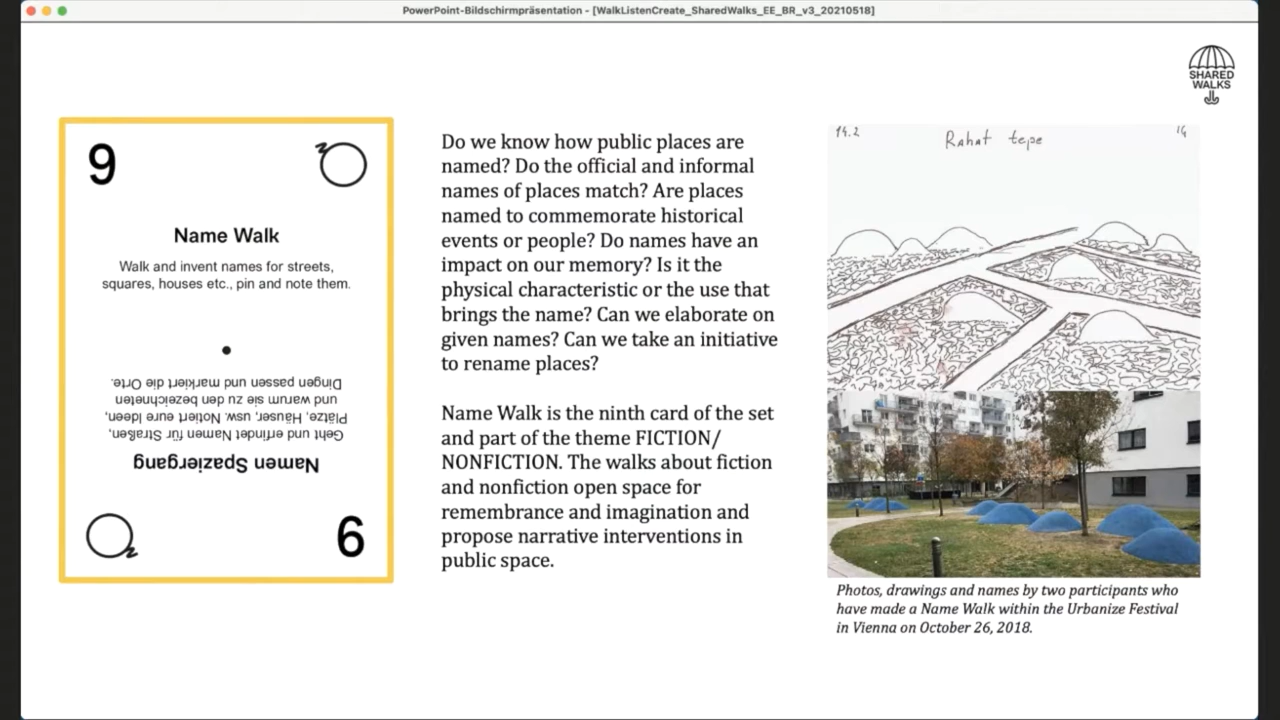 PowerPoint-Bildschirmpräsentation - [WalkListenCreate_SharedWalks_EE_BR_v3_20210518]
SHARED
WALKS
9
Name Walk
Walk and invent names for streets,
squares, houses etc., pin and note them.
Namen Spaziergang
Geht und erfindet Namen für Straßen,
Plätze, Häuser, usw. Notiert eure Ideen,
und warum sie zu den bezeichneten
Dingen passen und markiert die Orte.
9
Do we know how public places are
named? Do the official and informal
names of places match? Are places
named to commemorate historical
events or people? Do names have an
impact on our memory? Is it the
physical characteristic or the use that
brings the name? Can we elaborate on
given names? Can we take an initiative
to rename places?
Name Walk is the ninth card of the set
and part of the theme FICTION/
NONFICTION. The walks about fiction
and nonfiction open space for
remembrance and imagination and
propose narrative interventions in
public space.
14.2
Rahat tepe
Photos, drawings and names by two participants who
have made a Name Walk within the Urbanize Festival
in Vienna on October 26, 2018.